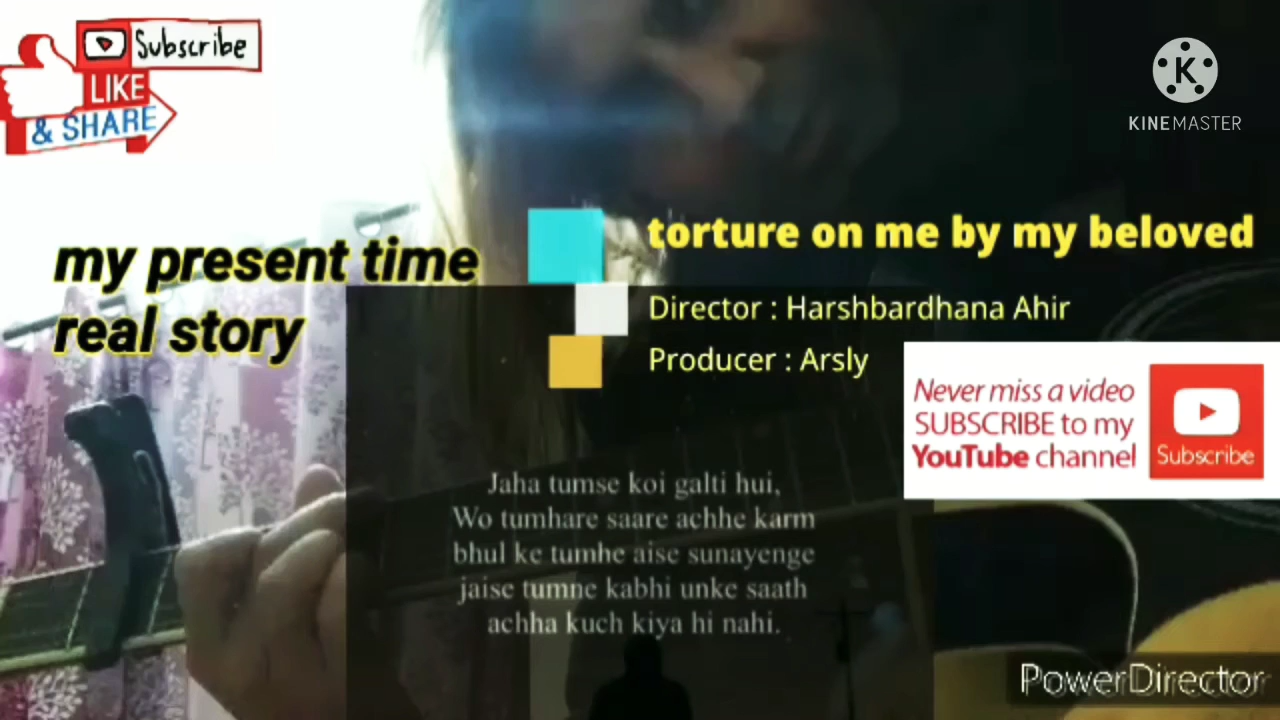 Subscribe
LIKE
& SHARE
K
KINEMASTER
my present time
real story
torture on me by my beloved
Director : Harshbardhana Ahir
Producer : Arsly
Never miss a video
SUBSCRIBE to my
YouTube channel
Subscribe
Jaha tumse koi galti hui,
Wo tumhare saare achhe karm
bhul ke tumhe aise sunayenge
jaise tumne kabhi unke saath
achha kuch kiya hi nahi.
PowerDirector